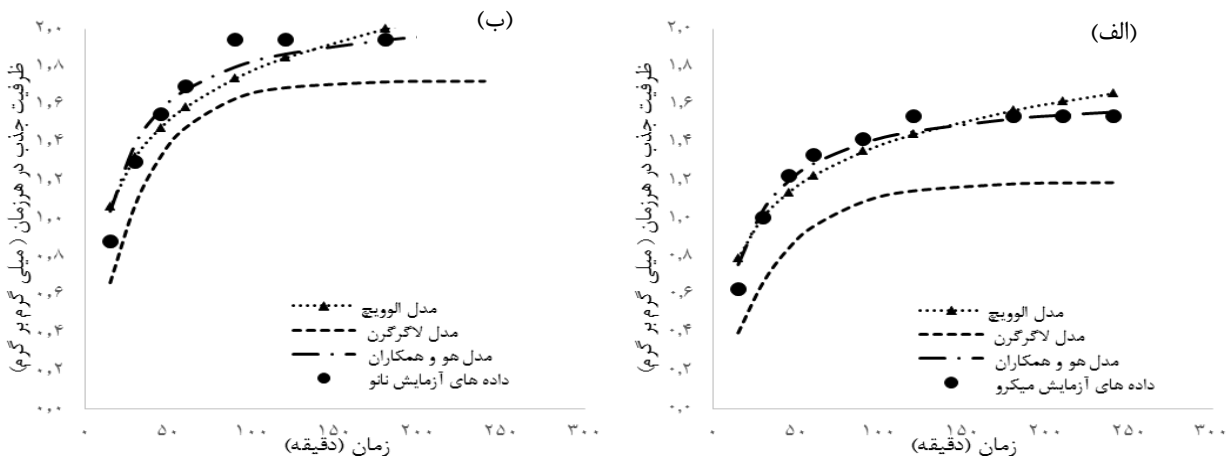 (الف)
ظرفیت جذب در هرزمان ( میلی گرم بر گرم)
۲٫۰
۱٫۸
۱٫۶
۱٫۴
۱٫۲
۱٫۰
۰٫۸
۰٫۶
۰٫۴
۰٫۲
۰٫۰
مدل الوویچ
مدل لاگرگرن
مدل هو و همکاران
داده های آزمایش میکرو
۰ ۵۰ ۱۰۰ ۱۵۰ ۲۰۰ ۲۵۰ ۳۰۰
زمان (دقیقه)
(ب)
ظرفیت جذب در هرزمان ( میلی گرم بر گرم)
۲٫۰
۱٫۸
۱٫۶
۱٫۴
۱٫۲
۱٫۰
۰٫۸
۰٫۶
۰٫۴
۰٫۲
۰٫۰
مدل الوویچ
مدل لاگرگرن
مدل هو و همکاران
داده های آزمایش نانو
۰ ۵۰ ۱۰۰ ۱۵۰ ۲۰۰ ۲۵۰ ۳۰۰
زمان (دقیقه)